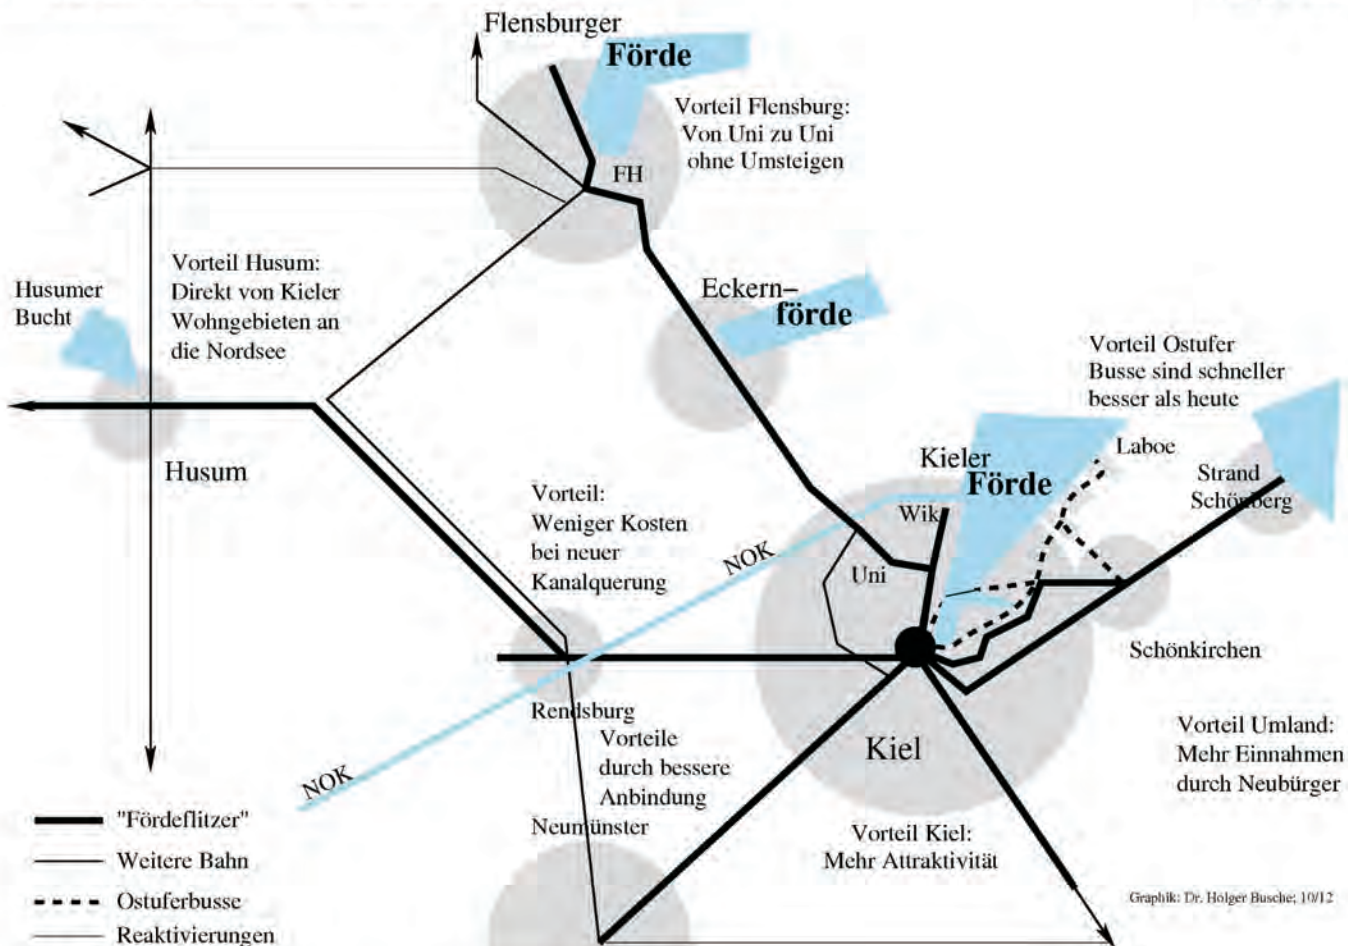 Flensburger
Förde
Vorteil Flensburg:
Von Uni zu Uni
ohne Umsteigen
FH
Vorteil Husum:
Direkt von Kieler
Wohngebieten an
die Nordsee
Husumer
Bucht
Eckern–
förde
Vorteil Ostufer
Busse sind schneller
besser als heute
Husum
Kieler
Förde
Laboe
Strand
Schönberg
Wik
Vorteil:
Weniger Kosten
bei neuer
Kanalquerung
NOK
Uni
Schönkirchen
Rendsburg
Vorteile
durch bessere
Anbindung
Kiel
Vorteil Umland:
Mehr Einnahmen
durch Neubürger
NOK
Neumünster
Vorteil Kiel:
Mehr Attraktivität
"Fördeflitzer"
Weitere Bahn
Ostuferbusse
Reaktivierungen
Graphik: Dr. Holger Busche; 10/12